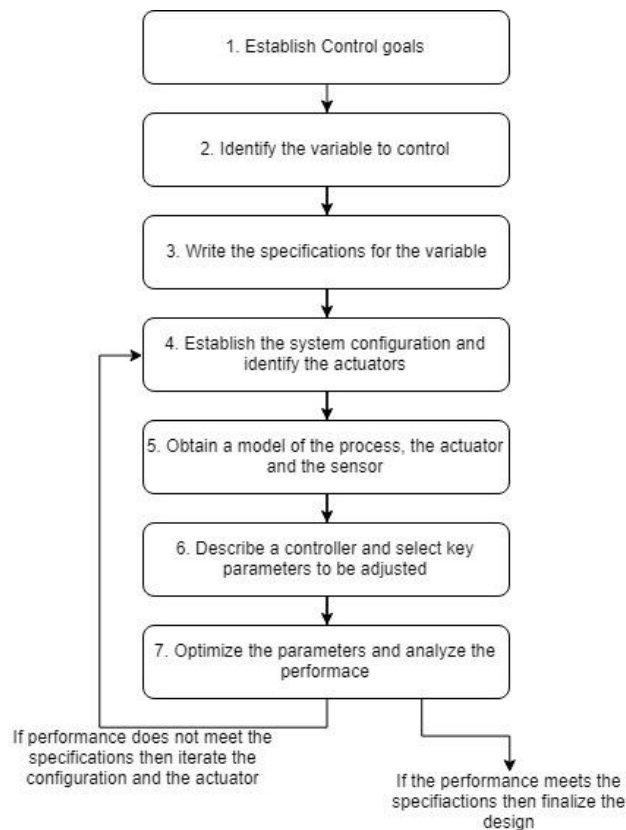 1. Establish Control goals
2. Identify the variable to control
3. Write the specifications for the variable
4. Establish the system configuration and
identify the actuators
5. Obtain a model of the process, the actuator
and the sensor
6. Describe a controller and select key
parameters to be adjusted
7. Optimize the parameters and analyze the
performace
If performance does not meet the
specifications then iterate the
configuration and the actuator
If the performance meets the
specifiactions then finalize the
design